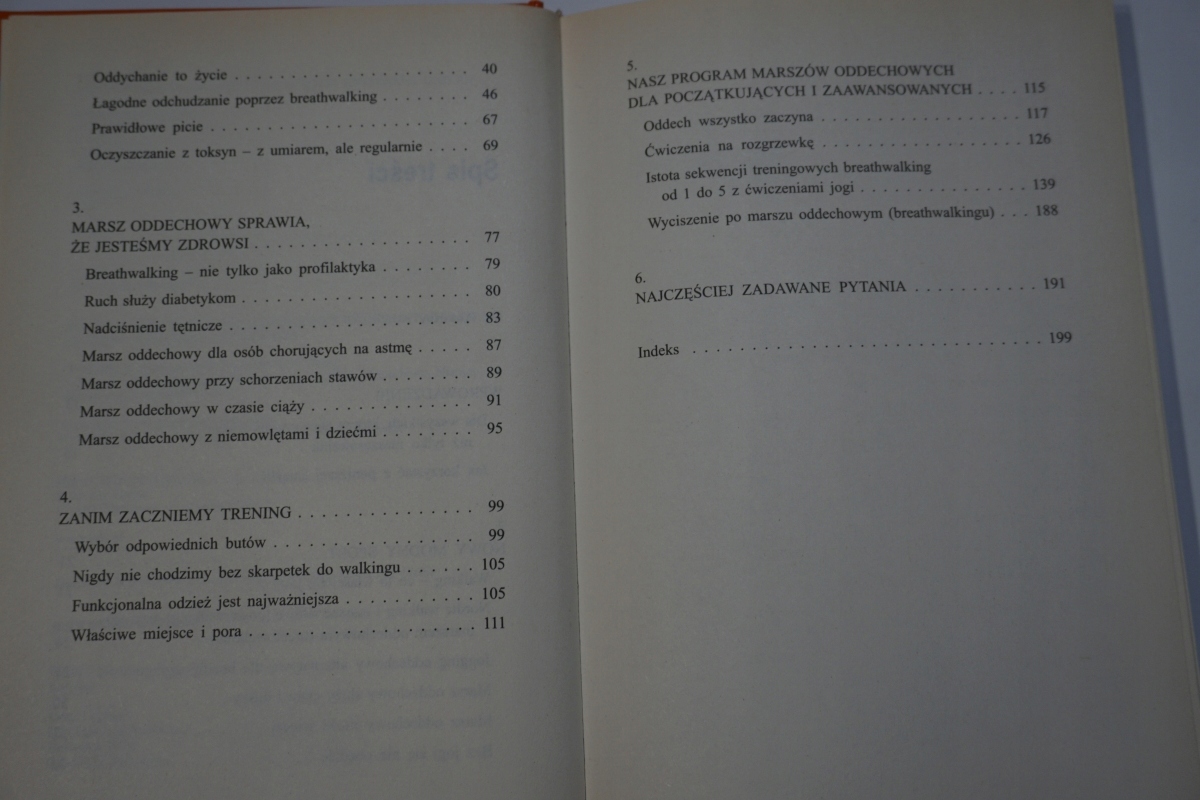 Oddychanie to życie . . . . . . . . . . . . . . . . . . . . . 40
Łagodne odchudzanie poprzez breathwalking . . . . . . . . 46
Prawidłowe picie . . . . . . . . . . . . . . . . . . . . . . . . 67
Oczyszczanie z toksyn – z umiarem, ale regularnie . . . . 69
3.
MARSZ ODDECHOWY SPRAWIA,
ŻE JESTEŚMY ZDROWSI . . . . . . . . . . . . . . . . . . . 77
Breathwalking – nie tylko jako profilaktyka . . . . . . . . 79
Ruch służy diabetykom . . . . . . . . . . . . . . . . . . . . 80
Nadciśnienie tętnicze . . . . . . . . . . . . . . . . . . . . . 83
Marsz oddechowy dla osób chorujących na astmę . . . . . 87
Marsz oddechowy przy schorzeniach stawów . . . . . . . . 89
Marsz oddechowy w czasie ciąży . . . . . . . . . . . . . . 91
Marsz oddechowy z niemowlętami i dziećmi . . . . . . . . 95
4.
ZANIM ZACZNIEMY TRENING . . . . . . . . . . . . . . . 99
Wybór odpowiednich butów . . . . . . . . . . . . . . . . . 99
Nigdy nie chodzimy bez skarpetek do walkingu . . . . . . 105
Funkcjonalna odzież jest najważniejsza . . . . . . . . . . . 105
Właściwe miejsce i pora . . . . . . . . . . . . . . . . . . . 111
5.
NASZ PROGRAM MARSZÓW ODDECHOWYCH
DLA POCZĄTKUJĄCYCH I ZAAWANSOWANYCH . . . . 115
Oddech wszystko zaczyna . . . . . . . . . . . . . . . . . . 117
Ćwiczenia na rozgrzewkę . . . . . . . . . . . . . . . . . . 126
Istota sekwencji treningowych breathwalking
od 1 do 5 z ćwiczeniami jogi . . . . . . . . . . . . . . . 139
Wyciszenie po marszu oddechowym (breathwalkingu) . . . 188
6.
NAJCZĘŚCIEJ ZADAWANE PYTANIA . . . . . . . . . . . 191
Indeks . . . . . . . . . . . . . . . . . . . . . . . . . . . . . 199